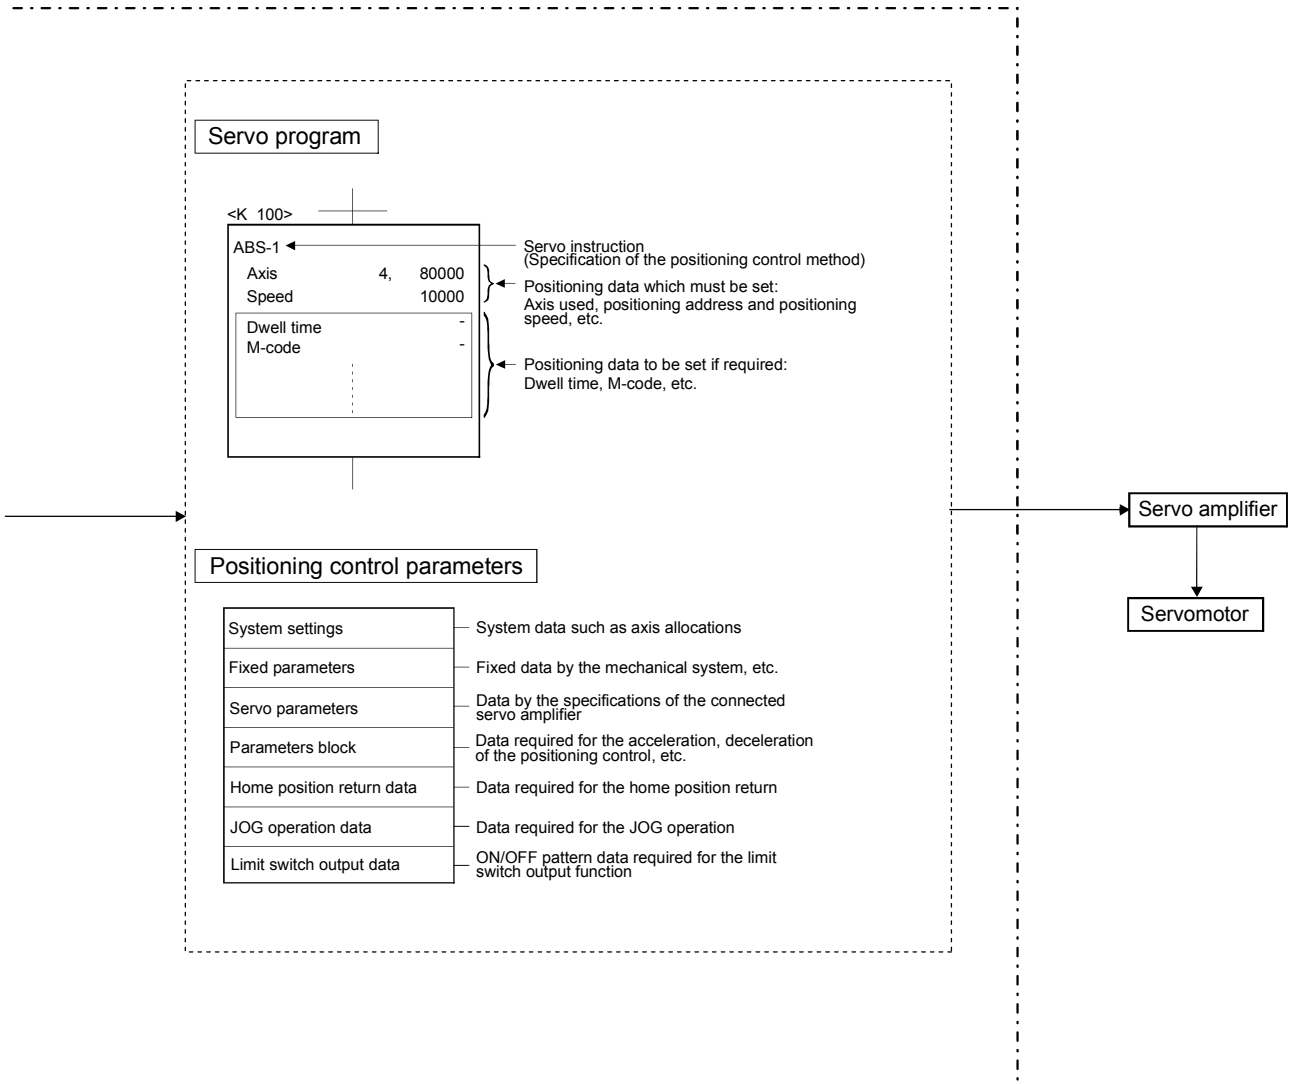 Servo program
<K 100>
ABS-1
Servo instruction
(Specification of the positioning control method)
Axis 4, 80000
Speed 10000
Positioning data which must be set:
Axis used, positioning address and positioning
speed, etc.
Dwell time -
M-code -
Positioning data to be set if required:
Dwell time, M-code, etc.
Servo amplifier
Servomotor
Positioning control parameters
System settings
System data such as axis allocations
Fixed parameters
Fixed data by the mechanical system, etc.
Servo parameters
Data by the specifications of the connected
servo amplifier
Parameters block
Data required for the acceleration, deceleration
of the positioning control, etc.
Home position return data
Data required for the home position return
JOG operation data
Data required for the JOG operation
Limit switch output data
ON/OFF pattern data required for the limit
switch output function